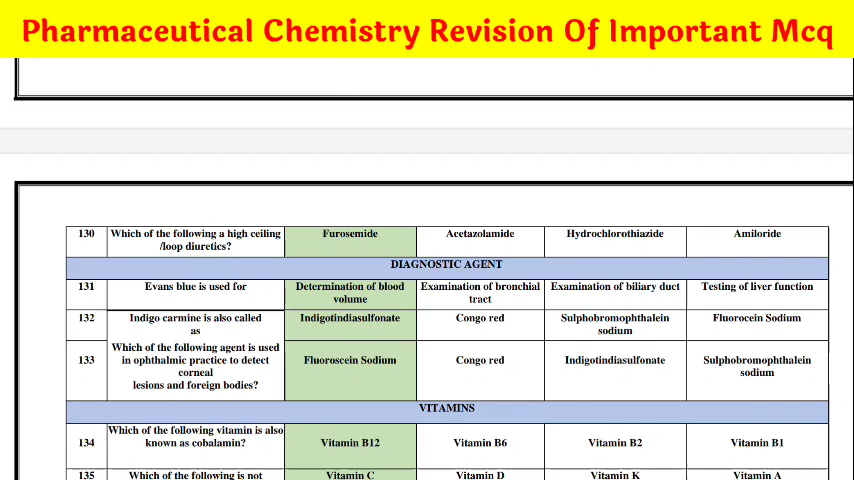 Pharmaceutical Chemistry Revision Of Important Mcq
130 Which of the following a high ceiling /loop diuretics? Furosemide Acetazolamide Hydrochlorothiazide Amiloride
DIAGNOSTIC AGENT
131 Evans blue is used for Determination of blood volume Examination of bronchial tract Examination of biliary duct Testing of liver function
132 Indigo carmine is also called as Indigotindiasulfonate Congo red Sulphobromophthalein sodium Fluorocein Sodium
133 Which of the following agent is used in ophthalmic practice to detect corneal lesions and foreign bodies? Fluoroscein Sodium Congo red Indigotindiasulfonate Sulphobromophthalein sodium
VITAMINS
134 Which of the following vitamin is also known as cobalamin? Vitamin B12 Vitamin B6 Vitamin B2 Vitamin B1
135 Which of the following is not Vitamin C Vitamin D Vitamin K Vitamin A